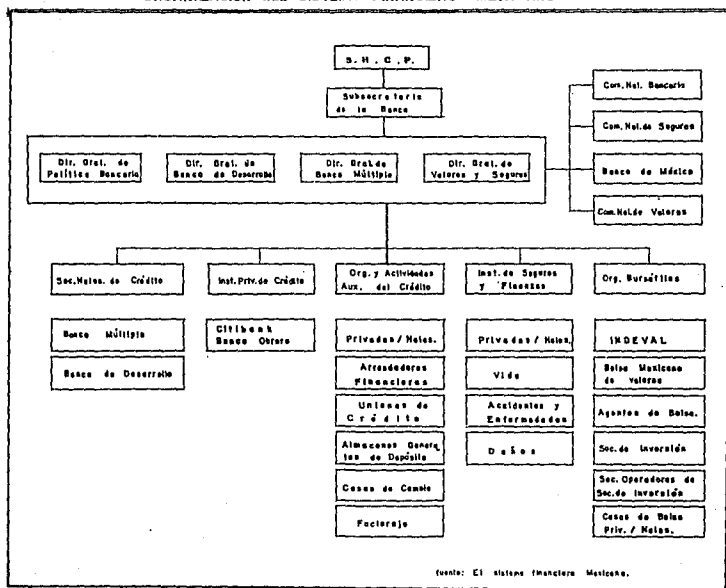 S. H. C. P.
Subsecretaría
de la Banca
Com. Nal. Bancaria
Com. Nal. de Seguros
Banco de México
Com. Nal. de Valores
Dir. Gral. de
Política Bancaria
Dir. Gral. de
Banca de Desarrollo
Dir. Gral. de
Banca Múltiple
Dir. Gral. de
Valores y Seguros
Soc. Nales. de Crédito
Inst. Priv. de Crédito
Org. y Actividades
Aux. del Crédito
Inst. de Seguros
y Fianzas
Org. Bursátiles
Banca Múltiple
Banca de Desarrollo
Citibank
Banco Obrero
Privadas / Nales.
Arrendadoras
Financieras
Uniones de
Crédito
Almacenes Genera
les de Depósito
Casas de Cambio
Factoraje
Privadas / Nales.
Vida
Accidentes y
Enfermedades
Daños
INDEVAL
Bolsa Mexicana
de Valores
Agentes de Bolsa.
Soc. de Inversión
Soc. Operadoras de
Soc. de Inversión
Casas de Bolsa
Priv. / Nales.
fuente: El sistema financiero Mexicano.